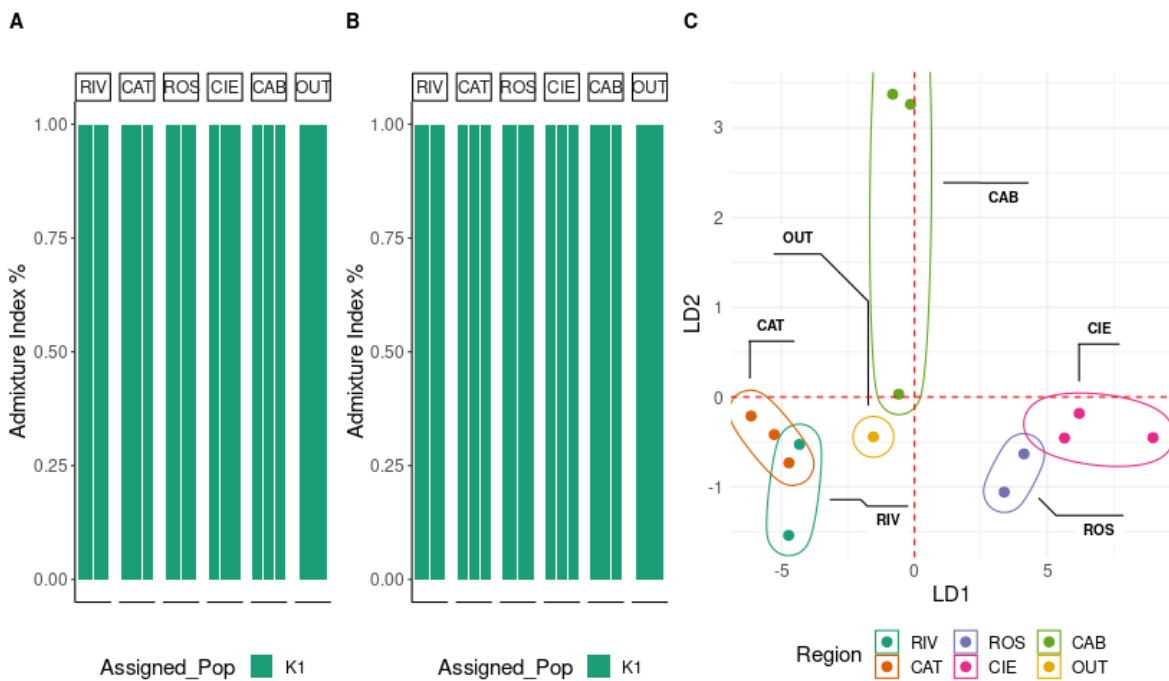 A
RIV CAT ROS CIE CAB OUT
1.00
0.75
0.50
0.25
0.00
Admixture Index %
Assigned_Pop K1
B
RIV CAT ROS CIE CAB OUT
1.00
0.75
0.50
0.25
0.00
Admixture Index %
Assigned_Pop K1
C
3
2
1
0
-1
LD2
CAB
OUT
CAT
CIE
RIV
ROS
-5 0 5
LD1
Region
RIV ROS CAB
CAT CIE OUT